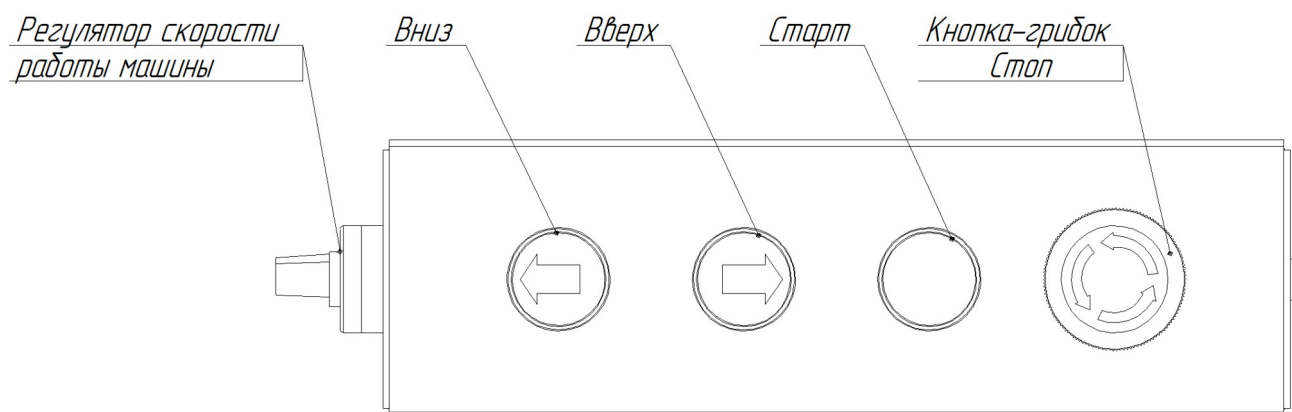 Регулятор скорости
работы машины
Вниз
Вверх
Старт
Кнопка-грибок
Стоп